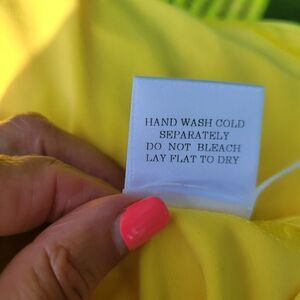 HAND WASH COLD
SEPARATELY
DO NOT BLEACH
LAY FLAT TO DRY